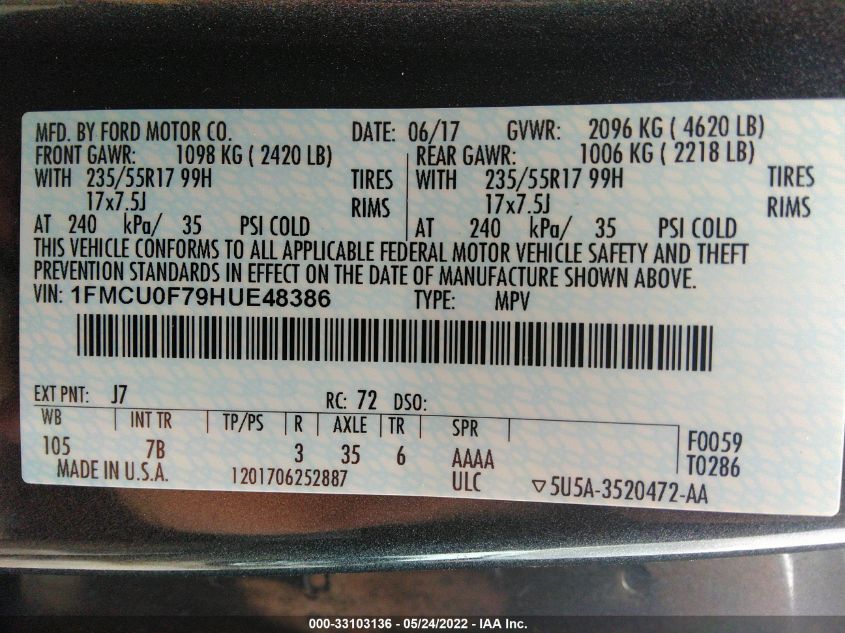 MFD. BY FORD MOTOR CO. DATE: 06/17 GVWR: 2096 KG ( 4620 LB)
FRONT GAWR: 1098 KG ( 2420 LB) REAR GAWR: 1006 KG ( 2218 LB)
WITH 235/55R17 99H TIRES WITH 235/55R17 99H TIRES
17x7.5J RIMS 17x7.5J RIMS
AT 240 kPa/ 35 PSI COLD AT 240 kPa/ 35 PSI COLD
THIS VEHICLE CONFORMS TO ALL APPLICABLE FEDERAL MOTOR VEHICLE SAFETY AND THEFT
PREVENTION STANDARDS IN EFFECT ON THE DATE OF MANUFACTURE SHOWN ABOVE.
VIN: 1FMCU0F79HUE48386 TYPE: MPV
EXT PNT: J7 RC: 72 DSO:
WB INT TR TP/PS R AXLE TR SPR
105 7B 3 35 6 AAAA F0059
MADE IN U.S.A. 1201706252887 ULC T0286
▽5U5A-3520472-AA
000-33103136 - 05/24/2022 - IAA Inc.